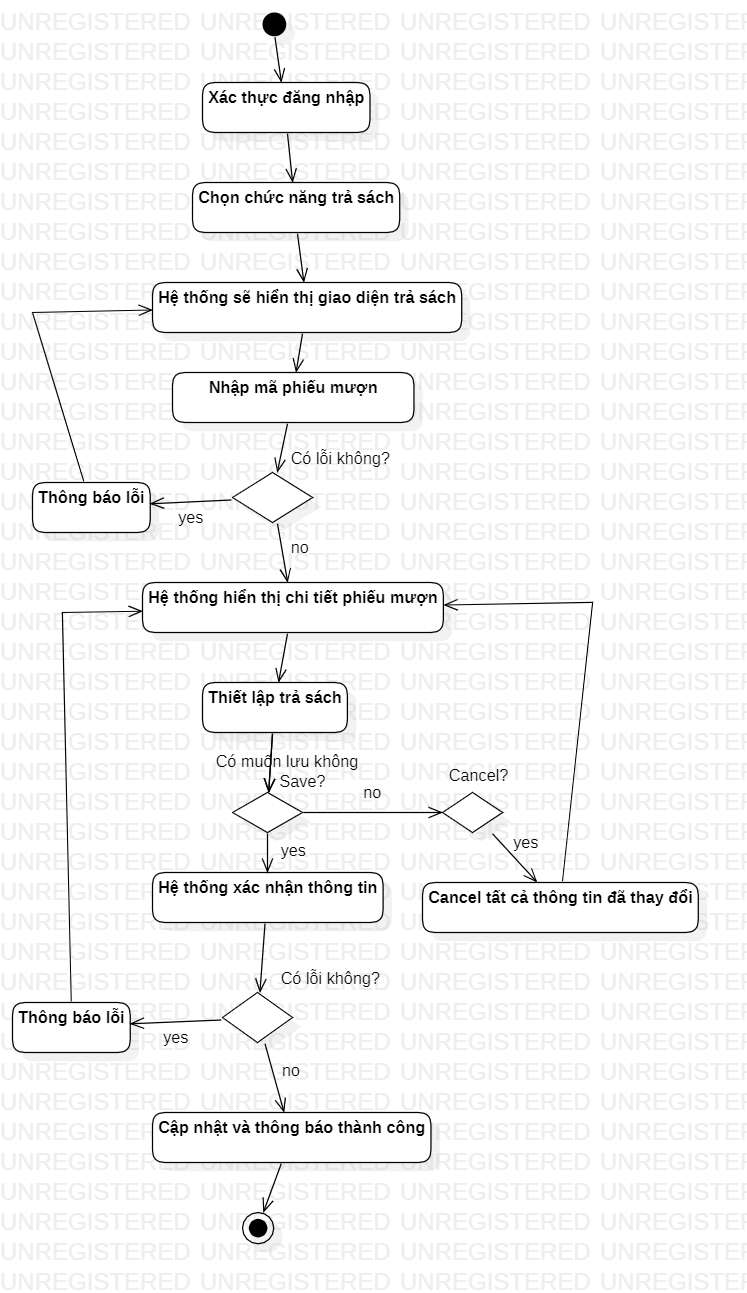 Xác thực đăng nhập
Chọn chức năng trả sách
Hệ thống sẽ hiển thị giao diện trả sách
Nhập mã phiếu mượn
Có lỗi không?
Thông báo lỗi
yes
no
Hệ thống hiển thị chi tiết phiếu mượn
Thiết lập trả sách
Có muốn lưu không
Save?
Cancel?
no
yes
yes
Hệ thống xác nhận thông tin
Cancel tất cả thông tin đã thay đổi
Có lỗi không?
Thông báo lỗi
yes
no
Cập nhật và thông báo thành công
UNREGISTERED UNREGISTERED UNREGISTERED UNREGISTERED